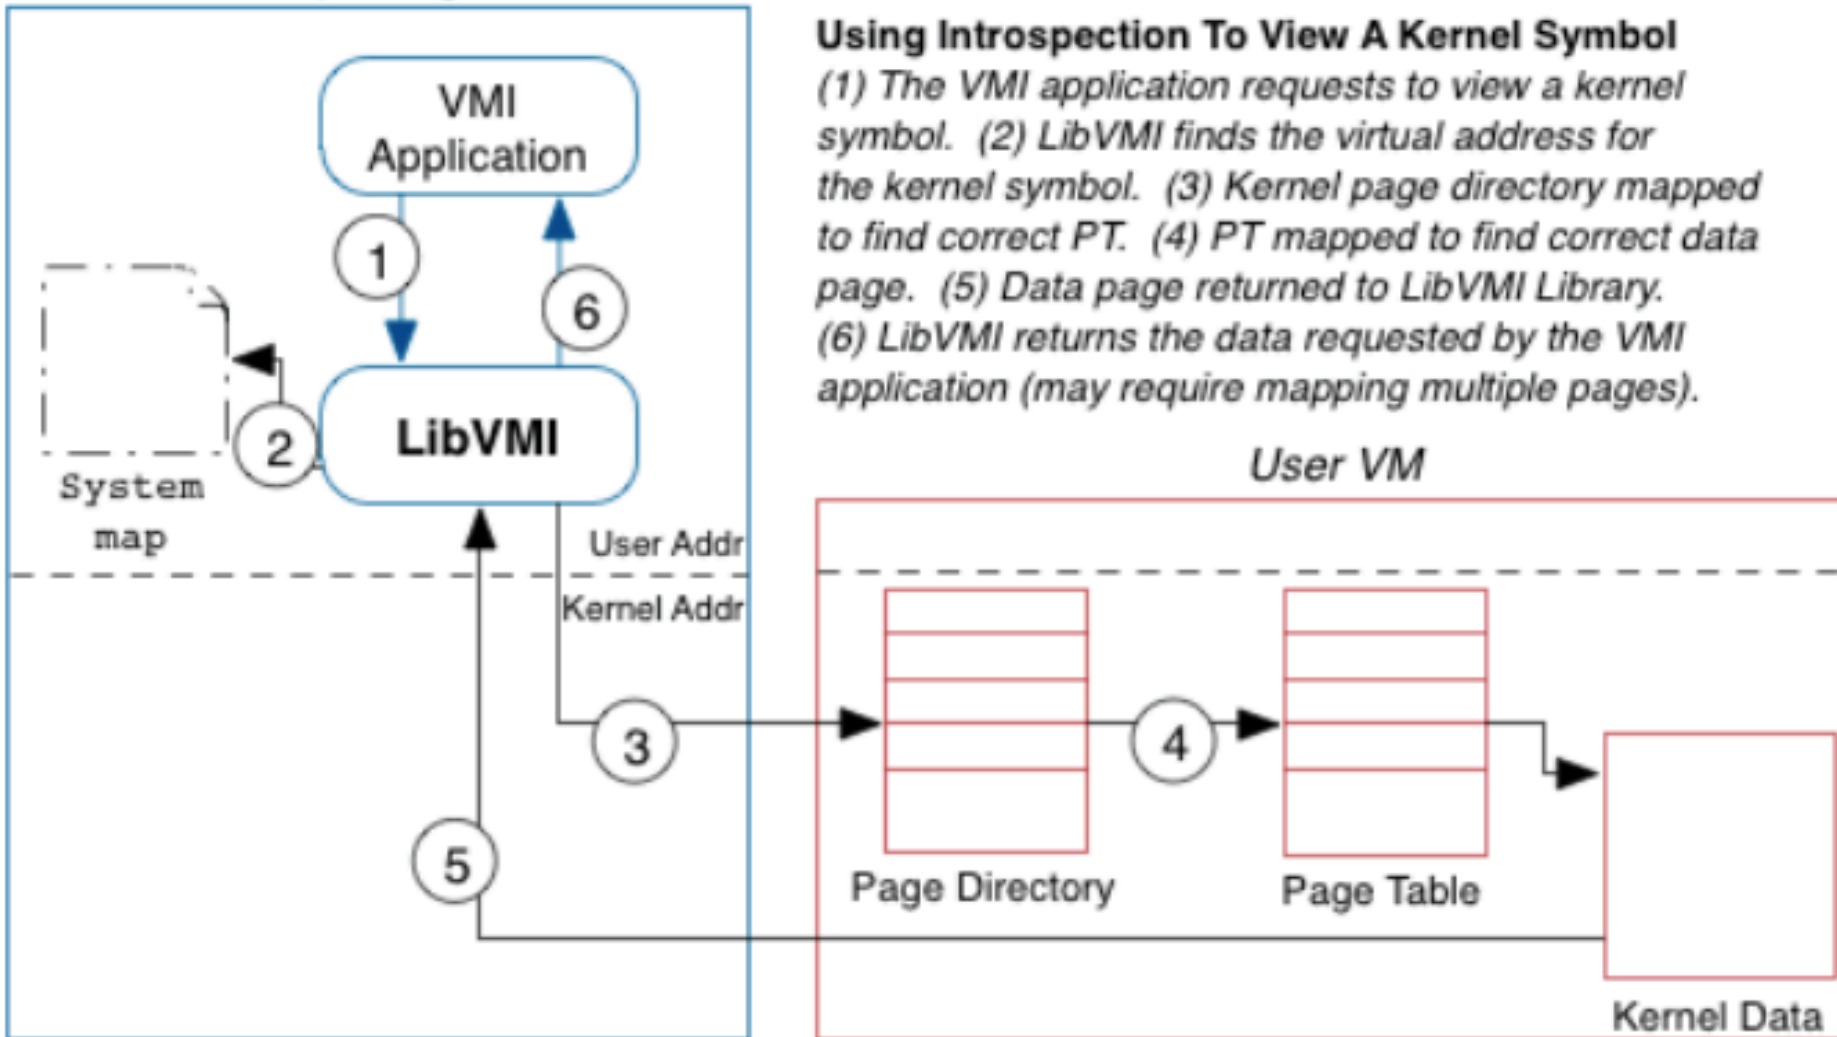 Using Introspection To View A Kernel Symbol
(1) The VMI application requests to view a kernel
symbol. (2) LibVMI finds the virtual address for
the kernel symbol. (3) Kernel page directory mapped
to find correct PT. (4) PT mapped to find correct data
page. (5) Data page returned to LibVMI Library.
(6) LibVMI returns the data requested by the VMI
application (may require mapping multiple pages).
VMI
Application
1
6
2
LibVMI
System
map
User Addr
Kernel Addr
User VM
3
4
5
Page Directory
Page Table
Kernel Data